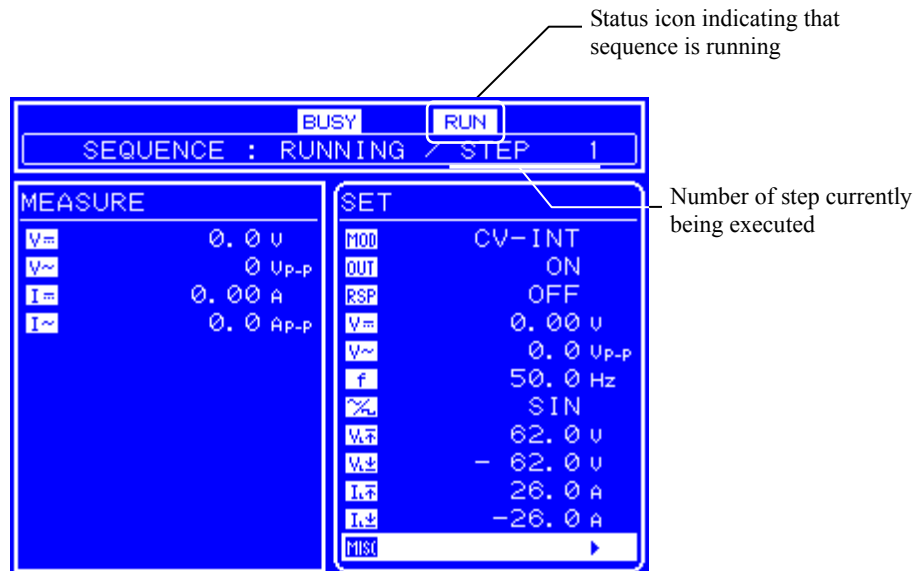 Status icon indicating that
sequence is running
BUSY RUN
SEQUENCE : RUNNING / STEP 1
Number of step currently
being executed
MEASURE
V⎓ 0.0 V
V~ 0 Vp-p
I⎓ 0.00 A
I~ 0.0 Ap-p
SET
MOD CV-INT
OUT ON
RSP OFF
V⎓ 0.00 V
V~ 0.0 Vp-p
f 50.0 Hz
SIN
V 62.0 V
V - 62.0 V
I 26.0 A
I -26.0 A
MISC